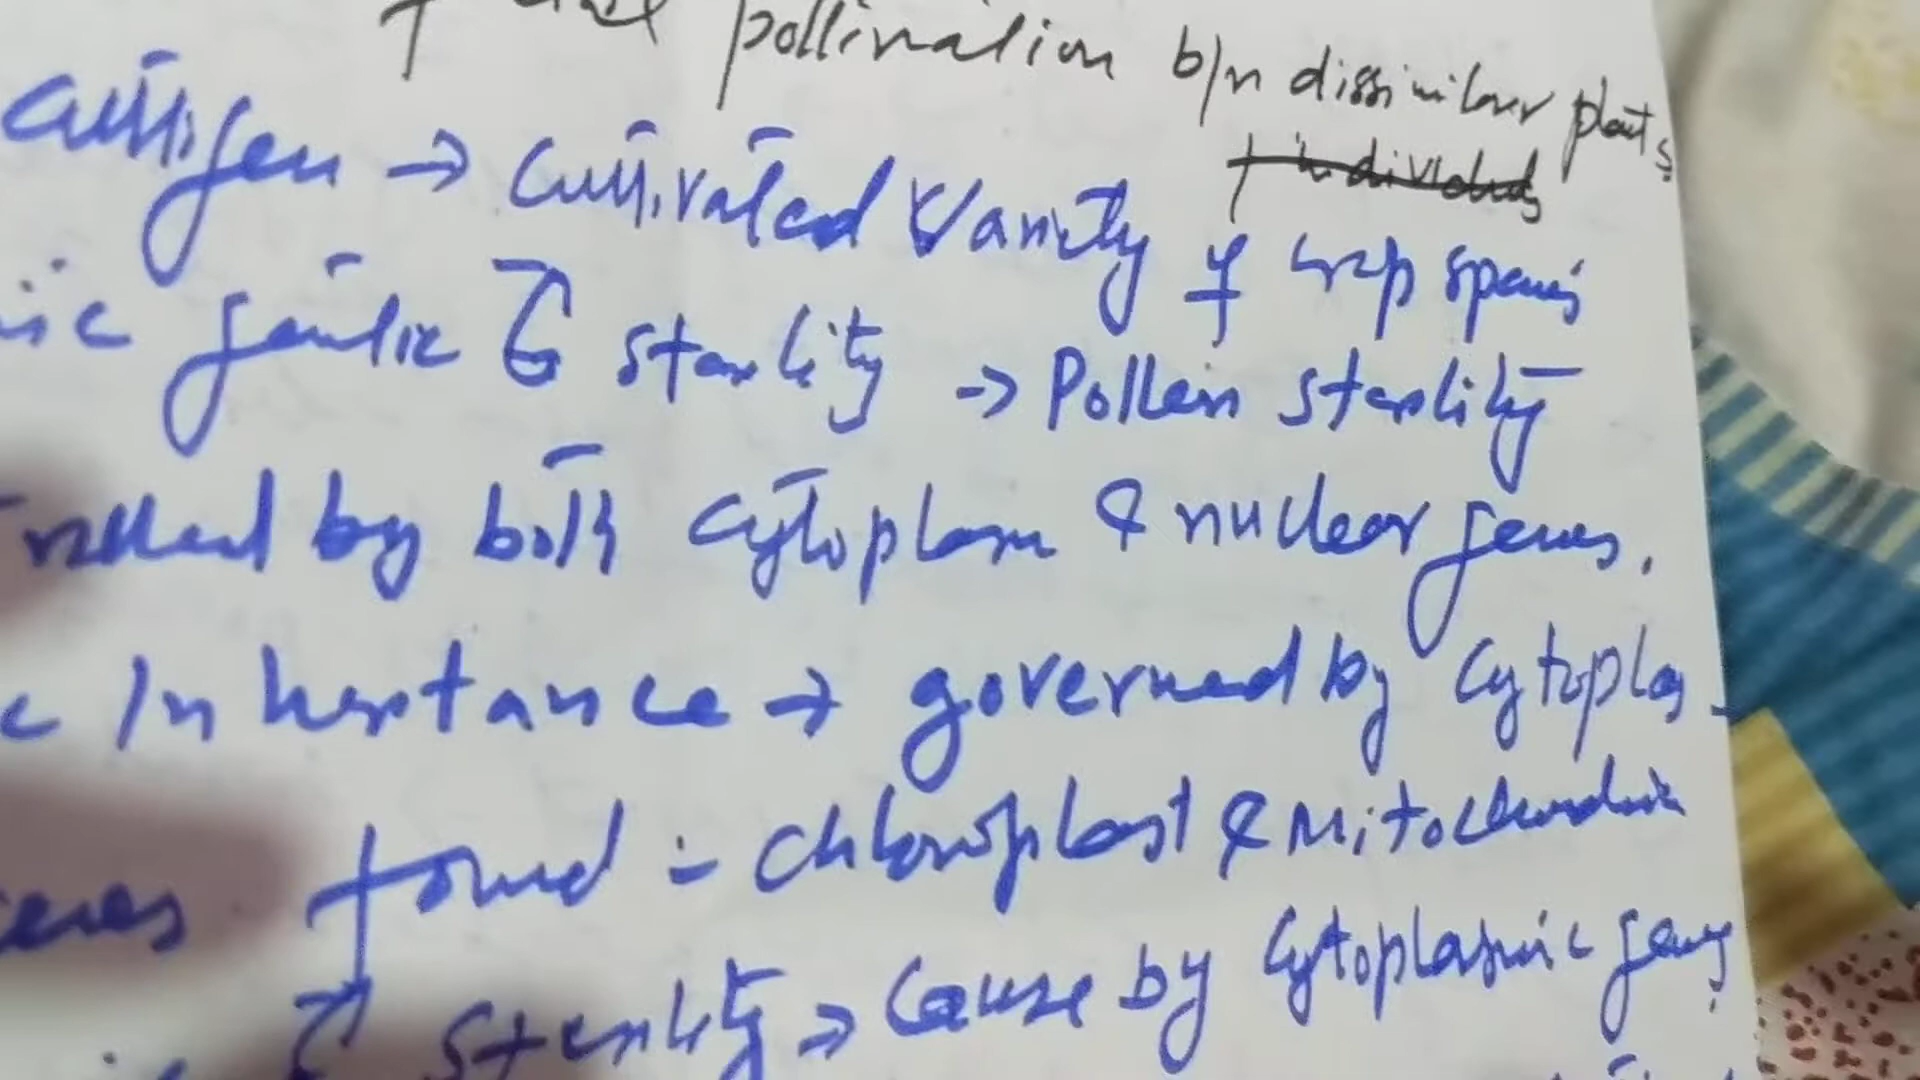 pollination b/n dissimilar plants
individuals
Cultigen → Cultivated Variety of crop species
genetic ♂ sterility → Pollen sterility
by both cytoplasm & nuclear genes.
c Inheritance → governed by Cytoplas-
found :- Chloroplast & Mitochondria
♂ sterility → Cause by Cytoplasmic genes